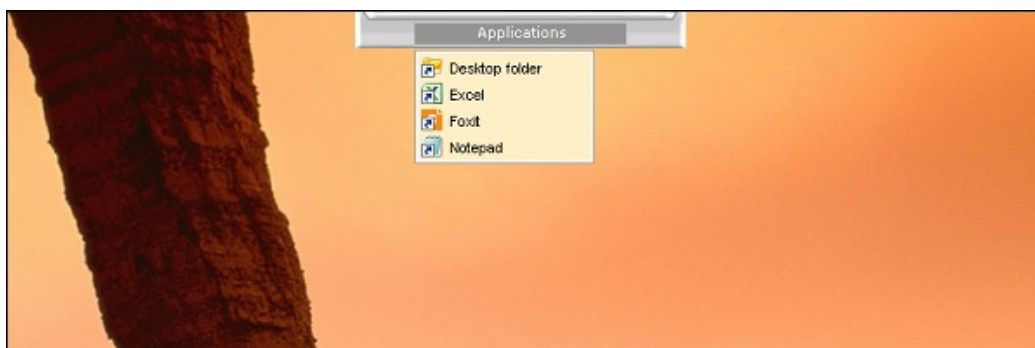 Applications
Desktop folder
Excel
Foxit
Notepad